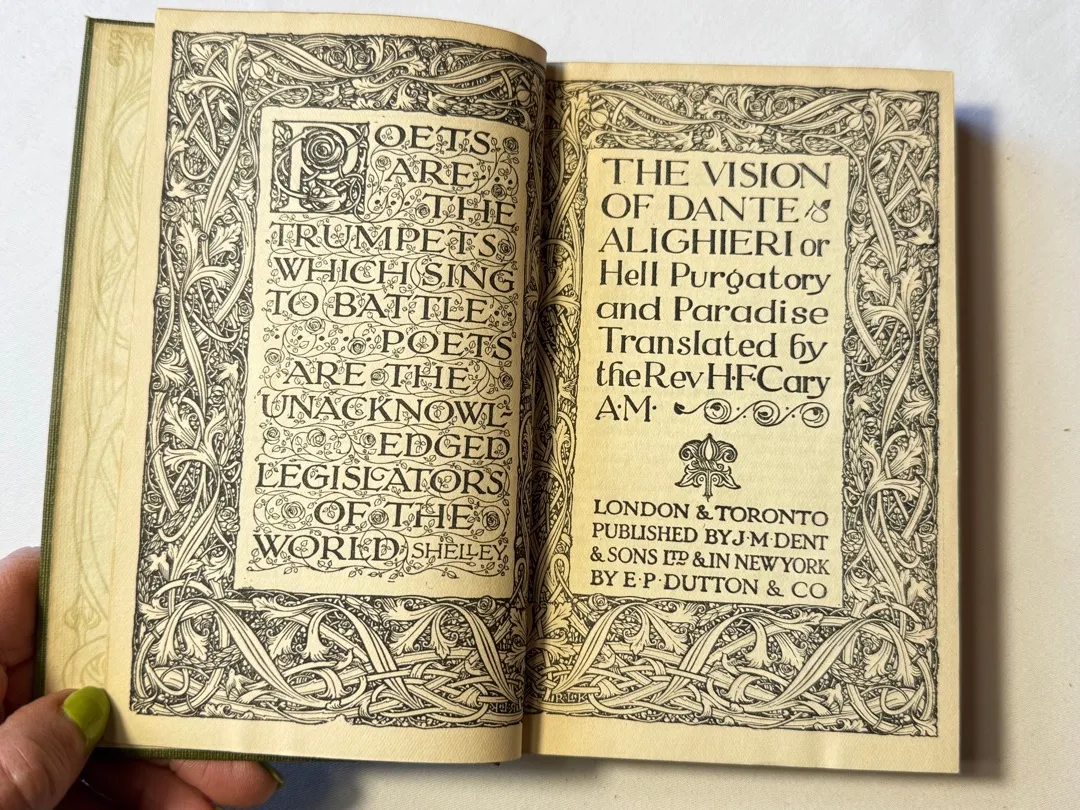 POETS
ARE
THE
TRUMPETS
WHICH SING
TO BATTLE
POETS
ARE THE
UNACKNOWL-
EDGED
LEGISLATORS
OF THE
WORLD SHELLEY
THE VISION
OF DANTE
ALIGHIERI or
Hell Purgatory
and Paradise
Translated by
the Rev H·F·Cary
A·M·
LONDON & TORONTO
PUBLISHED BY J·M·DENT
& SONS LTD & IN NEW YORK
BY E·P·DUTTON & CO